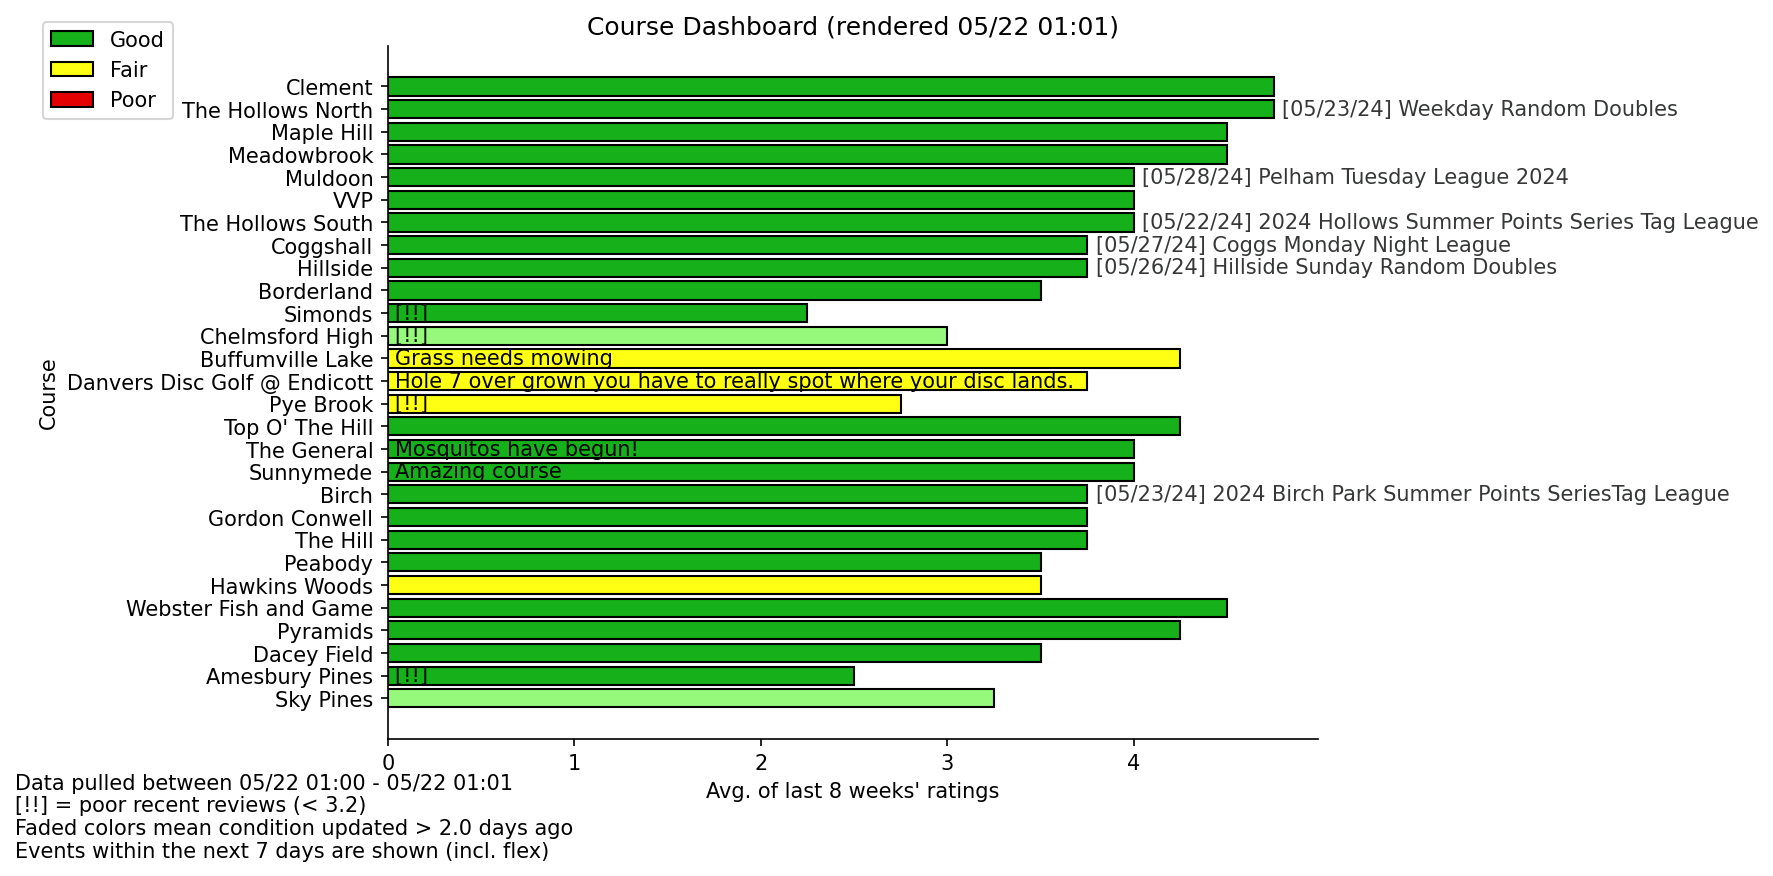 Course Dashboard (rendered 05/22 01:01)
Good
Fair
Poor
Clement
The Hollows North [05/23/24] Weekday Random Doubles
Maple Hill
Meadowbrook
Muldoon [05/28/24] Pelham Tuesday League 2024
VVP
The Hollows South [05/22/24] 2024 Hollows Summer Points Series Tag League
Coggshall [05/27/24] Coggs Monday Night League
Hillside [05/26/24] Hillside Sunday Random Doubles
Borderland
Simonds [!!]
Chelmsford High [!!]
Buffumville Lake Grass needs mowing
Danvers Disc Golf @ Endicott Hole 7 over grown you have to really spot where your disc lands.
Pye Brook [!!]
Top O' The Hill
The General Mosquitos have begun!
Sunnymede Amazing course
Birch [05/23/24] 2024 Birch Park Summer Points SeriesTag League
Gordon Conwell
The Hill
Peabody
Hawkins Woods
Webster Fish and Game
Pyramids
Dacey Field
Amesbury Pines [!!]
Sky Pines
Course
0 1 2 3 4
Avg. of last 8 weeks' ratings
Data pulled between 05/22 01:00 - 05/22 01:01
[!!] = poor recent reviews (< 3.2)
Faded colors mean condition updated > 2.0 days ago
Events within the next 7 days are shown (incl. flex)